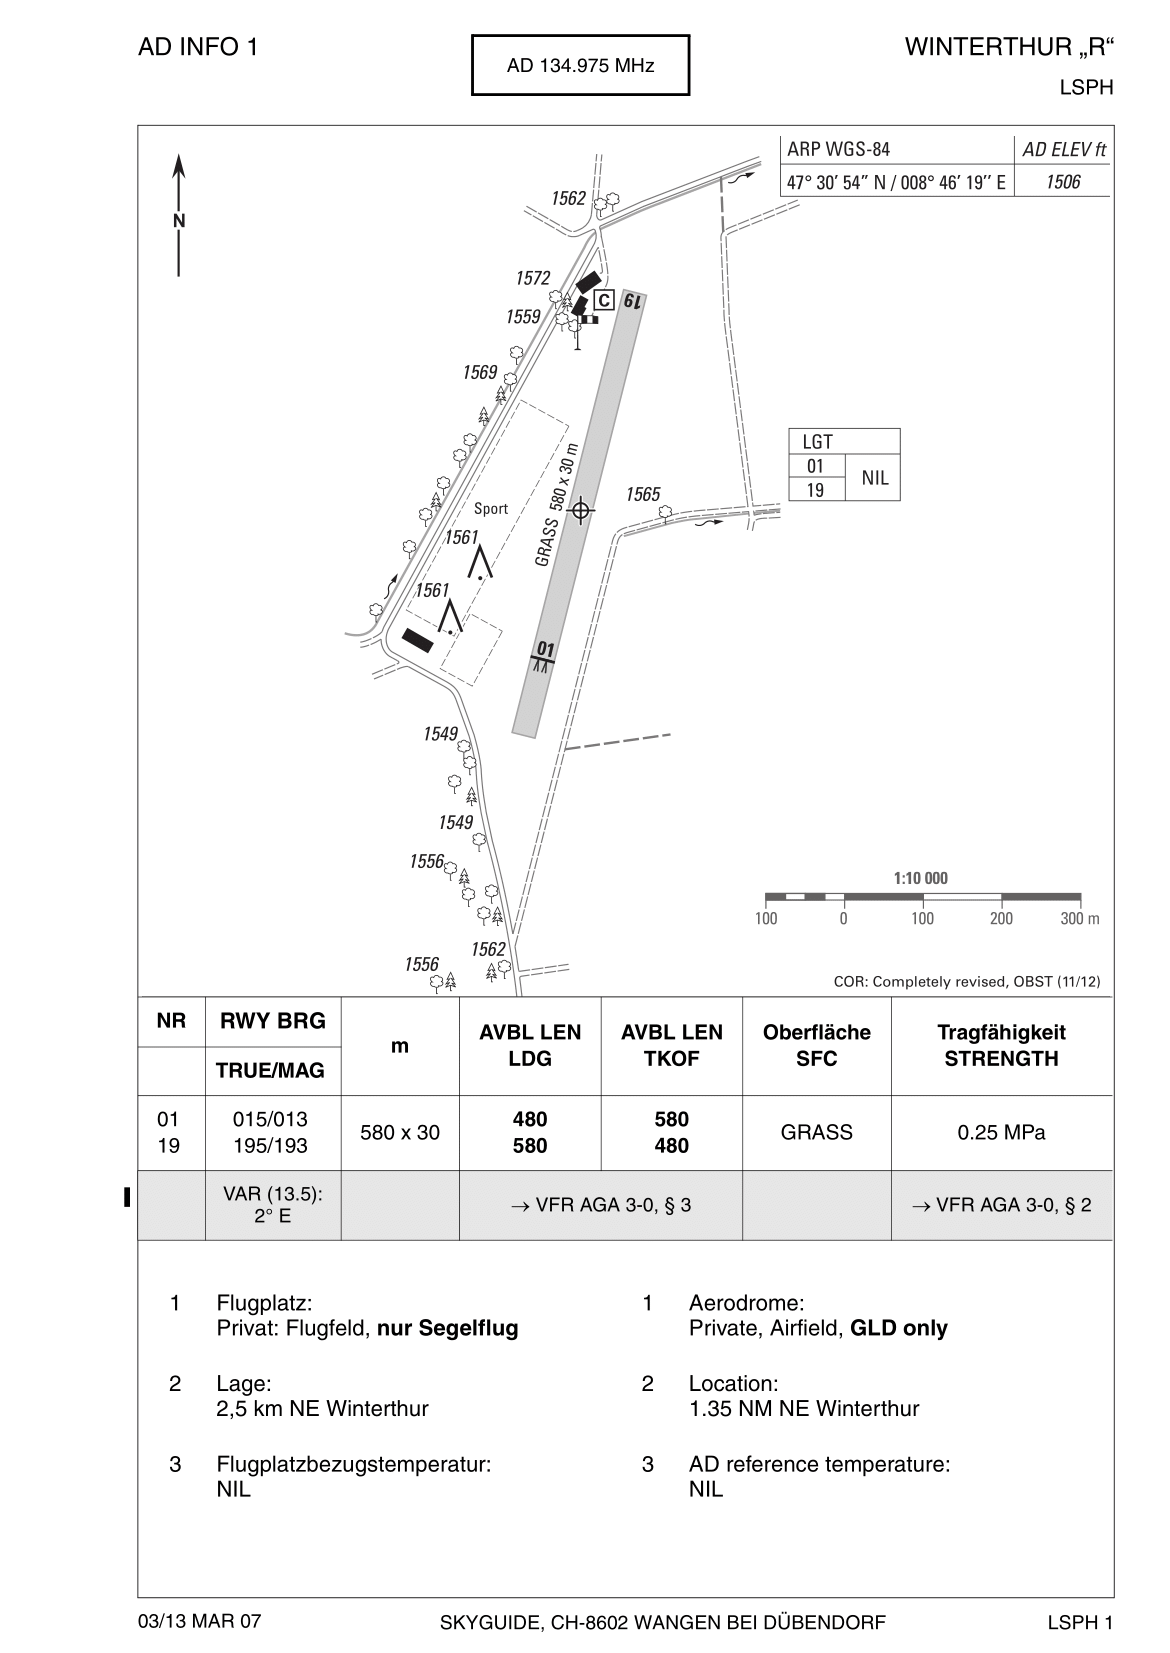 AD INFO 1
AD 134.975 MHz
WINTERTHUR „R“
LSPH
ARP WGS-84
AD ELEV ft
47° 30′ 54″ N / 008° 46′ 19′′ E
1506
N
1562
1572
C
19
1559
1569
LGT
01
19
NIL
GRASS 580 x 30 m
1565
Sport
1561
1561
01
1549
1549
1556
1562
1556
1:10 000
100 0 100 200 300 m
COR: Completely revised, OBST (11/12)
NR
RWY BRG
TRUE/MAG
m
AVBL LEN
LDG
AVBL LEN
TKOF
Oberfläche
SFC
Tragfähigkeit
STRENGTH
01
19
015/013
195/193
580 x 30
480
580
580
480
GRASS
0.25 MPa
VAR (13.5):
2° E
→ VFR AGA 3-0, § 3
→ VFR AGA 3-0, § 2
1 Flugplatz:
Privat: Flugfeld, nur Segelflug
2 Lage:
2,5 km NE Winterthur
3 Flugplatzbezugstemperatur:
NIL
1 Aerodrome:
Private, Airfield, GLD only
2 Location:
1.35 NM NE Winterthur
3 AD reference temperature:
NIL
03/13 MAR 07
SKYGUIDE, CH-8602 WANGEN BEI DÜBENDORF
LSPH 1